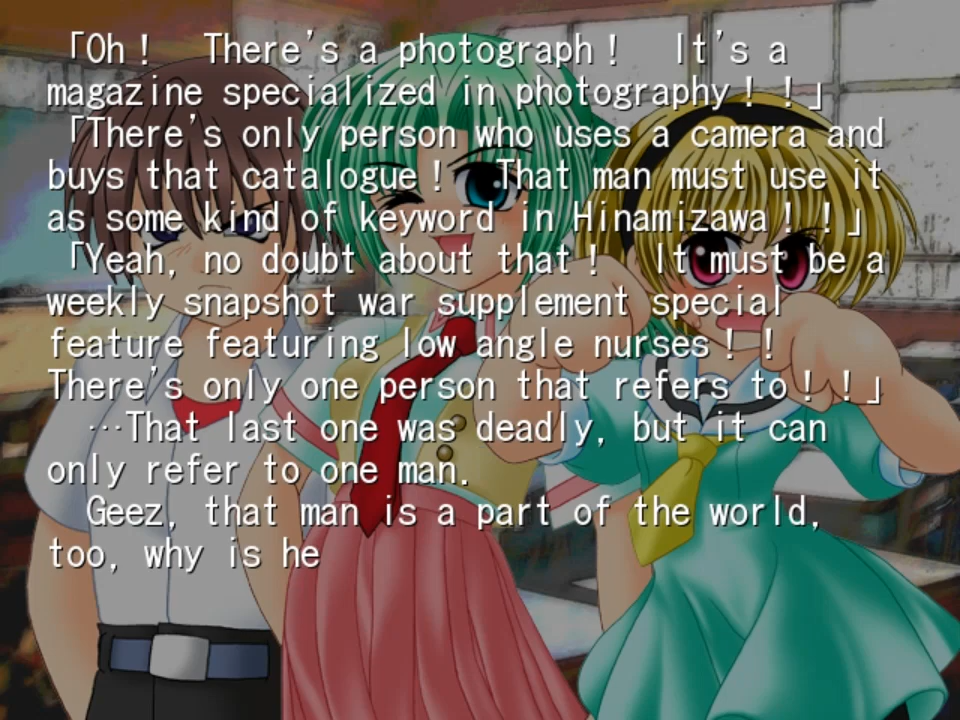 「Oh！　There's a photograph！　It's a
magazine specialized in photography！！」
「There's only person who uses a camera and
buys that catalogue！　That man must use it
as some kind of keyword in Hinamizawa！！」
「Yeah, no doubt about that！　It must be a
weekly snapshot war supplement special
feature featuring low angle nurses！！
There's only one person that refers to！！」
…That last one was deadly, but it can
only refer to one man.
Geez, that man is a part of the world,
too, why is he